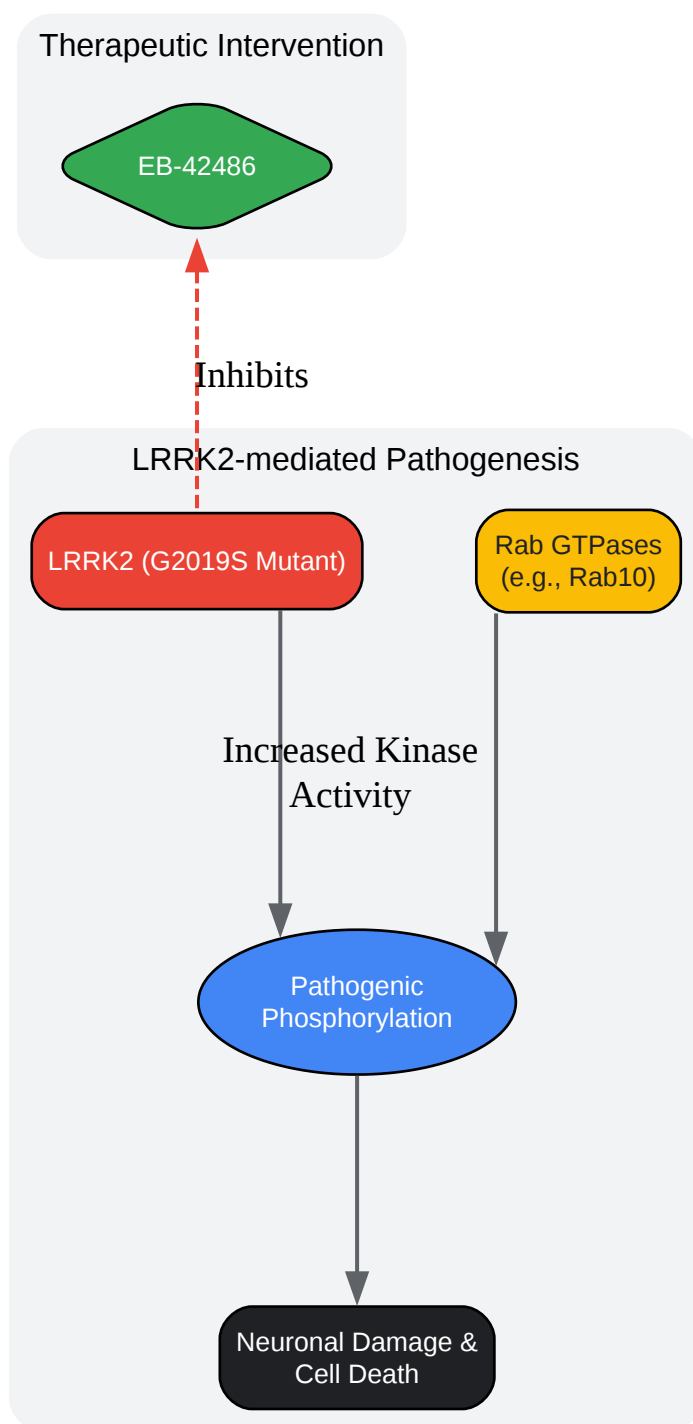 Therapeutic Intervention
EB-42486
Inhibits
LRRK2-mediated Pathogenesis
LRRK2 (G2019S Mutant)
Rab GTPases
(e.g., Rab10)
Increased Kinase
Activity
Pathogenic
Phosphorylation
Neuronal Damage &
Cell Death